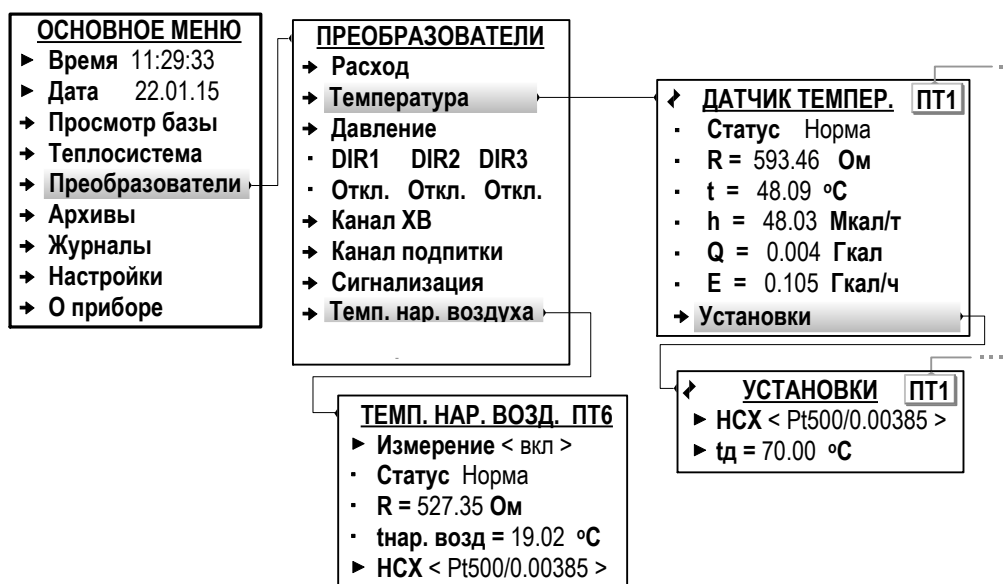 ОСНОВНОЕ МЕНЮ
Время 11:29:33
Дата 22.01.15
Просмотр базы
Теплосистема
Преобразователи
Архивы
Журналы
Настройки
О приборе
ПРЕОБРАЗОВАТЕЛИ
Расход
Температура
Давление
DIR1 DIR2 DIR3
Откл. Откл. Откл.
Канал ХВ
Канал подпитки
Сигнализация
Темп. нар. воздуха
ДАТЧИК ТЕМПЕР. ПТ1
Статус Норма
R = 593.46 Ом
t = 48.09 ºС
h = 48.03 Мкал/т
Q = 0.004 Гкал
E = 0.105 Гкал/ч
Установки
УСТАНОВКИ ПТ1
НСХ < Pt500/0.00385 >
tд = 70.00 ºС
ТЕМП. НАР. ВОЗД. ПТ6
Измерение < вкл >
Статус Норма
R = 527.35 Ом
tнар. возд = 19.02 ºС
НСХ < Pt500/0.00385 >